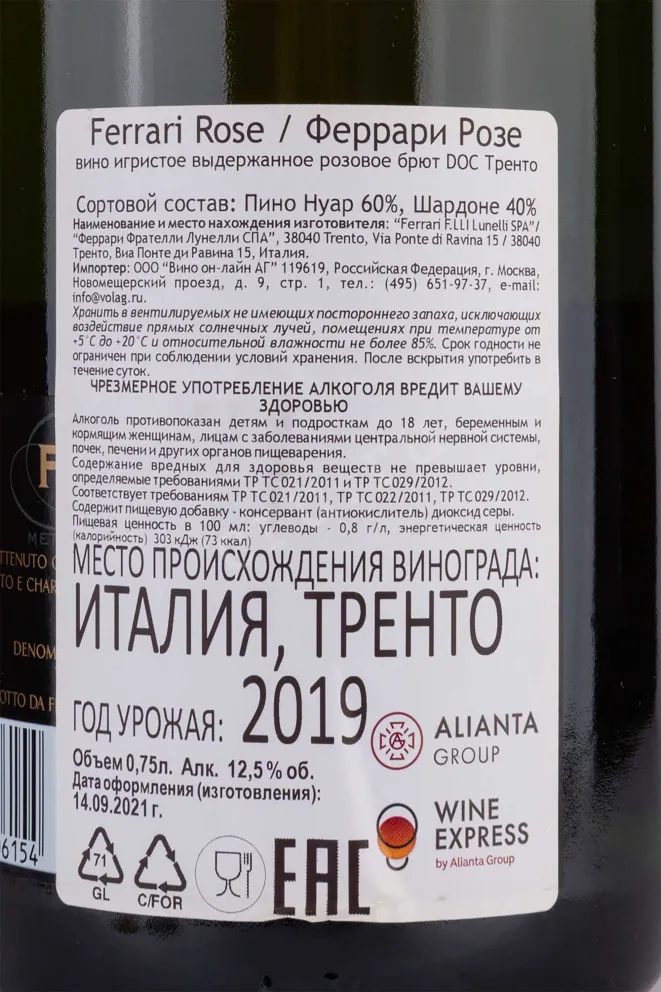 Ferrari Rose / Феррари Розе
вино игристое выдержанное розовое брют DOC Тренто
Сортовой состав: Пино Нуар 60%, Шардоне 40%
Наименование и место нахождения изготовителя: "Ferrari F.LLI Lunelli SPA"/
"Феррари Фрателли Лунелли СПА", 38040 Trento, Via Ponte di Ravina 15 / 38040
Тренто, Виа Понте ди Равина 15, Италия.
Импортер: ООО "Вино он-лайн АГ" 119619, Российская Федерация, г. Москва,
Новомещерский проезд, д. 9, стр. 1, тел.: (495) 651-97-37, e-mail:
info@volag.ru.
Хранить в вентилируемых не имеющих постороннего запаха, исключающих
воздействие прямых солнечных лучей, помещениях при температуре от
+5˚С до +20˚С и относительной влажности не более 85%. Срок годности не
ограничен при соблюдении условий хранения. После вскрытия употребить в
течение суток.
ЧРЕЗМЕРНОЕ УПОТРЕБЛЕНИЕ АЛКОГОЛЯ ВРЕДИТ ВАШЕМУ
ЗДОРОВЬЮ
Алкоголь противопоказан детям и подросткам до 18 лет, беременным и
кормящим женщинам, лицам с заболеваниями центральной нервной системы,
почек, печени и других органов пищеварения.
Содержание вредных для здоровья веществ не превышает уровни,
определяемые требованиями ТР ТС 021/2011 и ТР ТС 029/2012.
Соответствует требованиям ТР ТС 021/2011, ТР ТС 022/2011, ТР ТС 029/2012.
Содержит пищевую добавку - консервант (антиокислитель) диоксид серы.
Пищевая ценность в 100 мл: углеводы - 0,8 г/л, энергетическая ценность
(калорийность) 303 кДж (73 ккал)
МЕСТО ПРОИСХОЖДЕНИЯ ВИНОГРАДА:
ИТАЛИЯ, ТРЕНТО
ГОД УРОЖАЯ: 2019
ALIANTA
GROUP
Объем 0,75л. Алк. 12,5% об.
Дата оформления (изготовления):
14.09.2021 г.
WINE
EXPRESS
by Alianta Group
71
GL
C/FOR
EAC
F
MET
TTENUTO
TO E CHAR
DENOM
OTTO DA F
6154